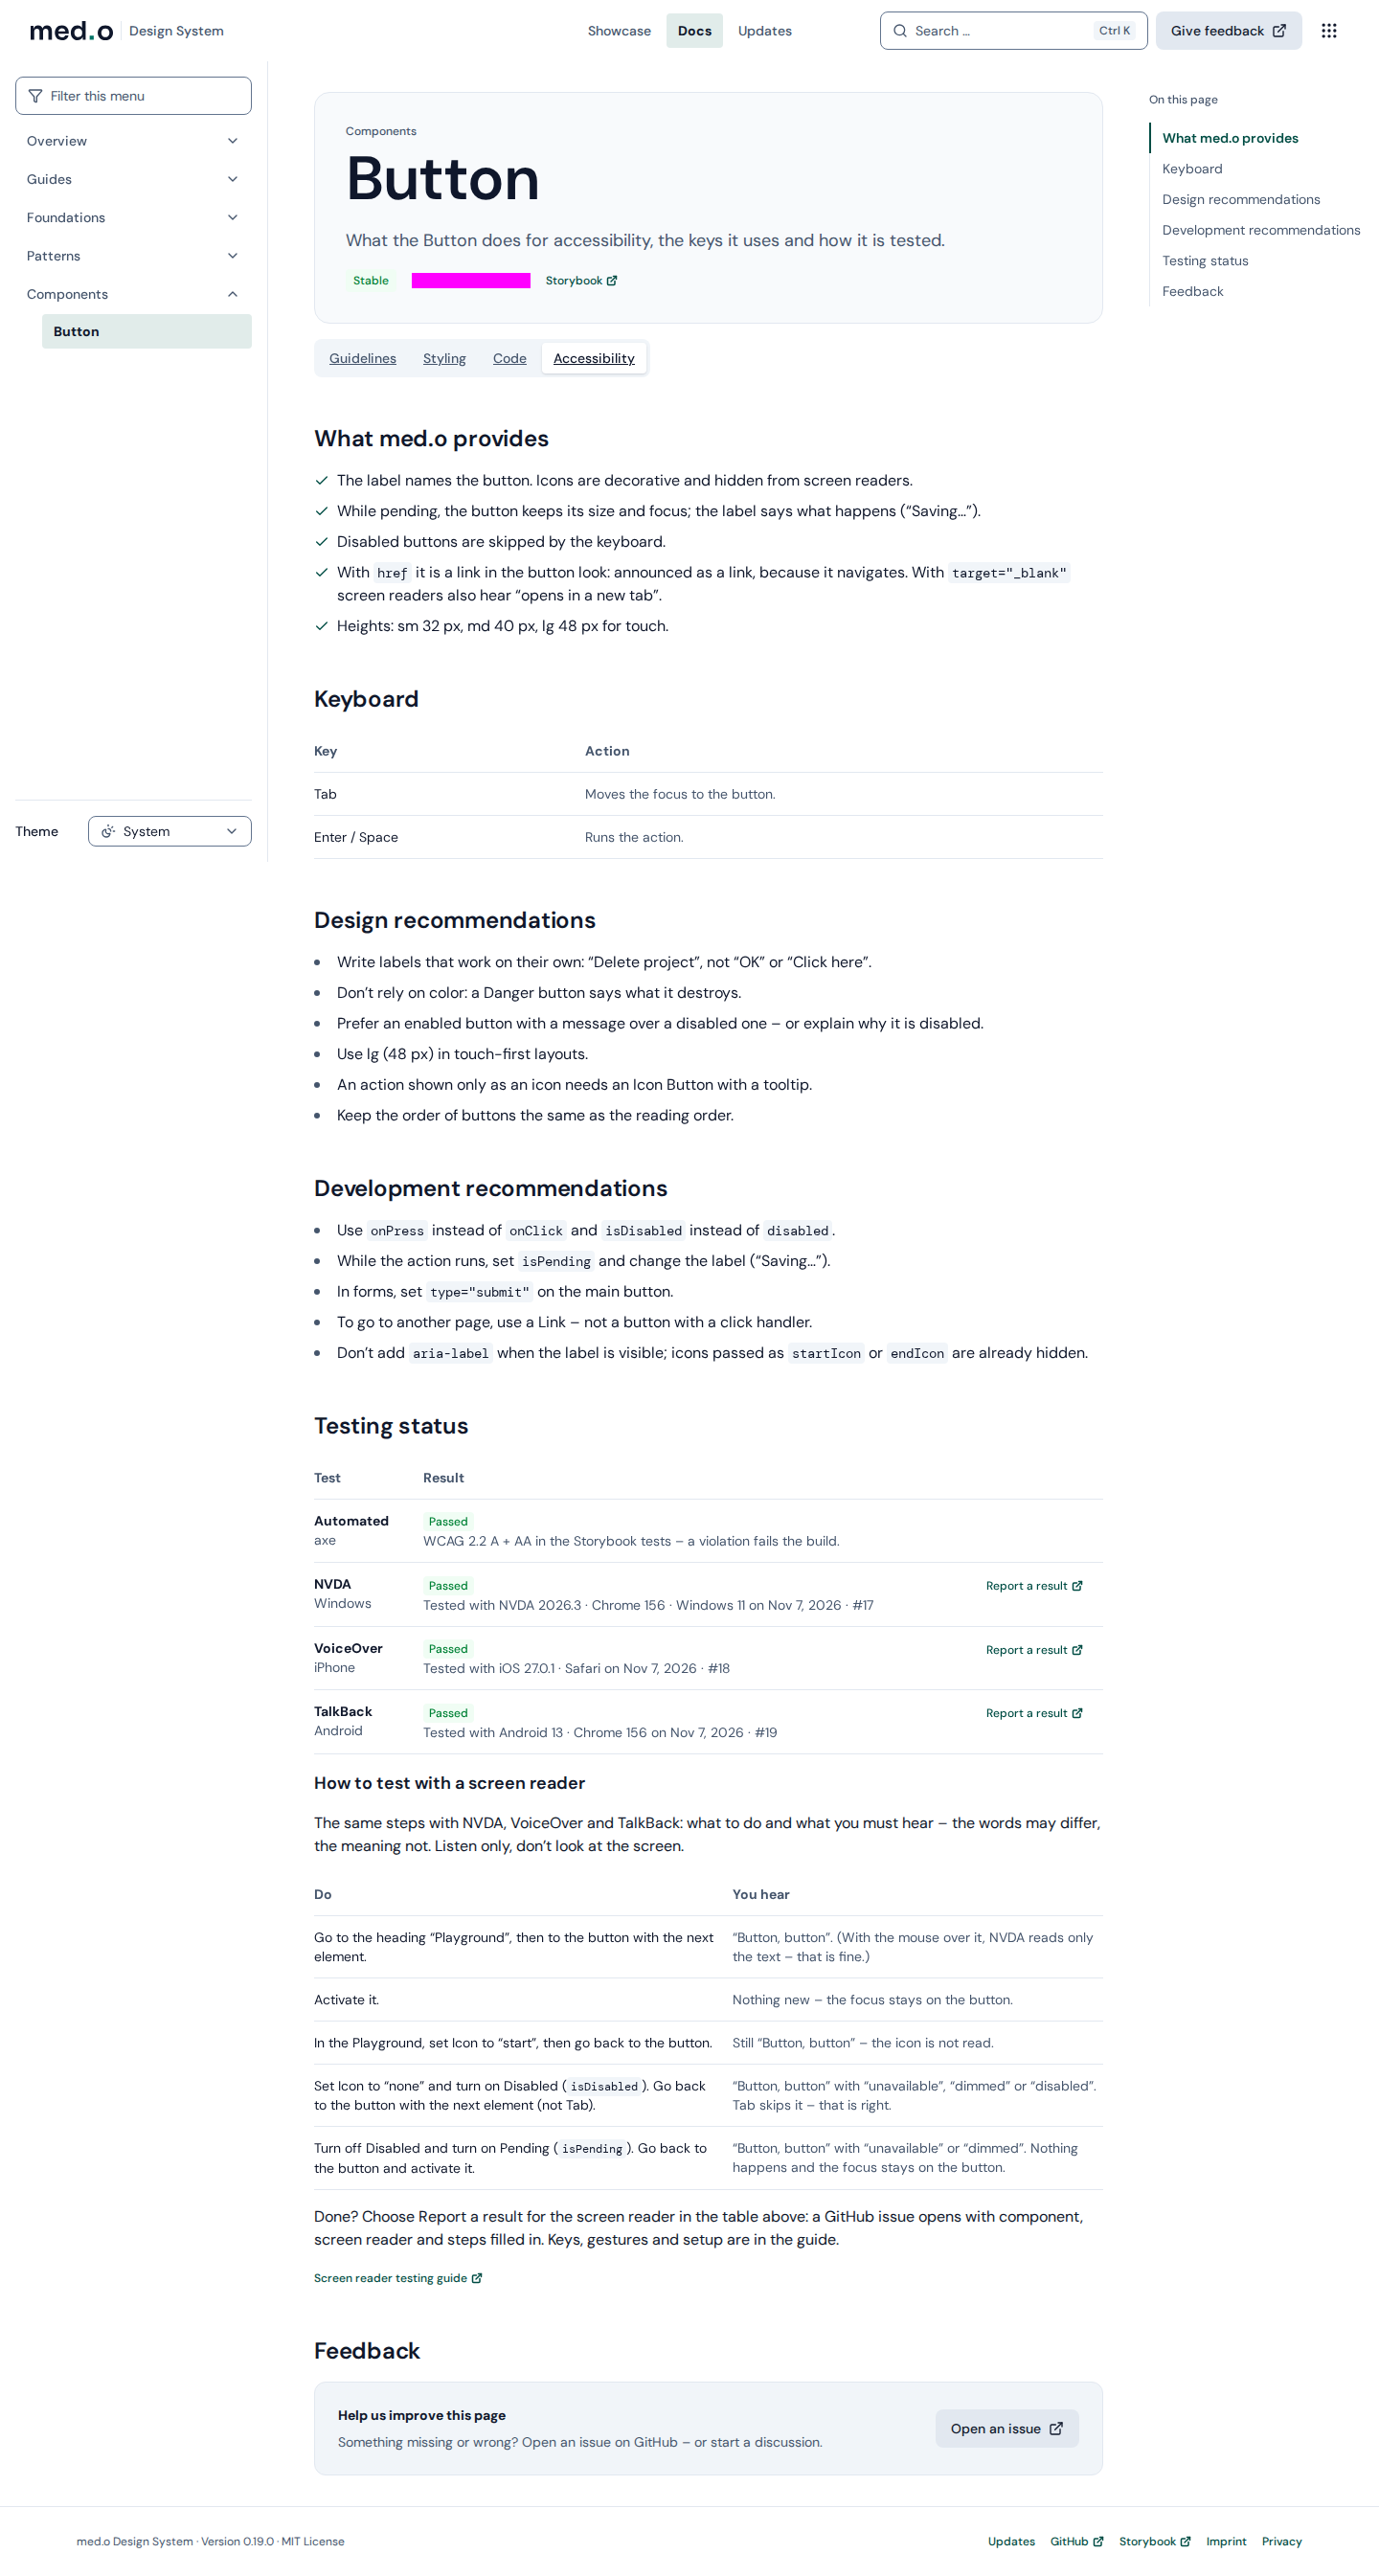 med.o Design System
Showcase
Docs
Updates
Search ...
Ctrl K
Give feedback
Filter this menu
Overview
Guides
Foundations
Patterns
Components
Button
Theme
System
Components
Button
What the Button does for accessibility, the keys it uses and how it is tested.
Stable
Storybook
Guidelines
Styling
Code
Accessibility
On this page
What med.o provides
Keyboard
Design recommendations
Development recommendations
Testing status
Feedback
What med.o provides
The label names the button. Icons are decorative and hidden from screen readers.
While pending, the button keeps its size and focus; the label says what happens (“Saving…”).
Disabled buttons are skipped by the keyboard.
With href it is a link in the button look: announced as a link, because it navigates. With target="_blank"
screen readers also hear “opens in a new tab”.
Heights: sm 32 px, md 40 px, lg 48 px for touch.
Keyboard
Key Action
Tab Moves the focus to the button.
Enter / Space Runs the action.
Design recommendations
Write labels that work on their own: “Delete project”, not “OK” or “Click here”.
Don’t rely on color: a Danger button says what it destroys.
Prefer an enabled button with a message over a disabled one – or explain why it is disabled.
Use lg (48 px) in touch-first layouts.
An action shown only as an icon needs an Icon Button with a tooltip.
Keep the order of buttons the same as the reading order.
Development recommendations
Use onPress instead of onClick and isDisabled instead of disabled.
While the action runs, set isPending and change the label (“Saving…”).
In forms, set type="submit" on the main button.
To go to another page, use a Link – not a button with a click handler.
Don’t add aria-label when the label is visible; icons passed as startIcon or endIcon are already hidden.
Testing status
Test Result
Automated Passed
axe WCAG 2.2 A + AA in the Storybook tests – a violation fails the build.
NVDA Passed Report a result
Windows Tested with NVDA 2026.3 · Chrome 156 · Windows 11 on Nov 7, 2026 · #17
VoiceOver Passed Report a result
iPhone Tested with iOS 27.0.1 · Safari on Nov 7, 2026 · #18
TalkBack Passed Report a result
Android Tested with Android 13 · Chrome 156 on Nov 7, 2026 · #19
How to test with a screen reader
The same steps with NVDA, VoiceOver and TalkBack: what to do and what you must hear – the words may differ,
the meaning not. Listen only, don’t look at the screen.
Do You hear
Go to the heading “Playground”, then to the button with the next
element.
“Button, button”. (With the mouse over it, NVDA reads only
the text – that is fine.)
Activate it. Nothing new – the focus stays on the button.
In the Playground, set Icon to “start”, then go back to the button. Still “Button, button” – the icon is not read.
Set Icon to “none” and turn on Disabled (isDisabled). Go back
to the button with the next element (not Tab).
“Button, button” with “unavailable”, “dimmed” or “disabled”.
Tab skips it – that is right.
Turn off Disabled and turn on Pending (isPending). Go back to
the button and activate it.
“Button, button” with “unavailable” or “dimmed”. Nothing
happens and the focus stays on the button.
Done? Choose Report a result for the screen reader in the table above: a GitHub issue opens with component,
screen reader and steps filled in. Keys, gestures and setup are in the guide.
Screen reader testing guide
Feedback
Help us improve this page
Something missing or wrong? Open an issue on GitHub – or start a discussion.
Open an issue
med.o Design System · Version 0.19.0 · MIT License
Updates
GitHub
Storybook
Imprint
Privacy